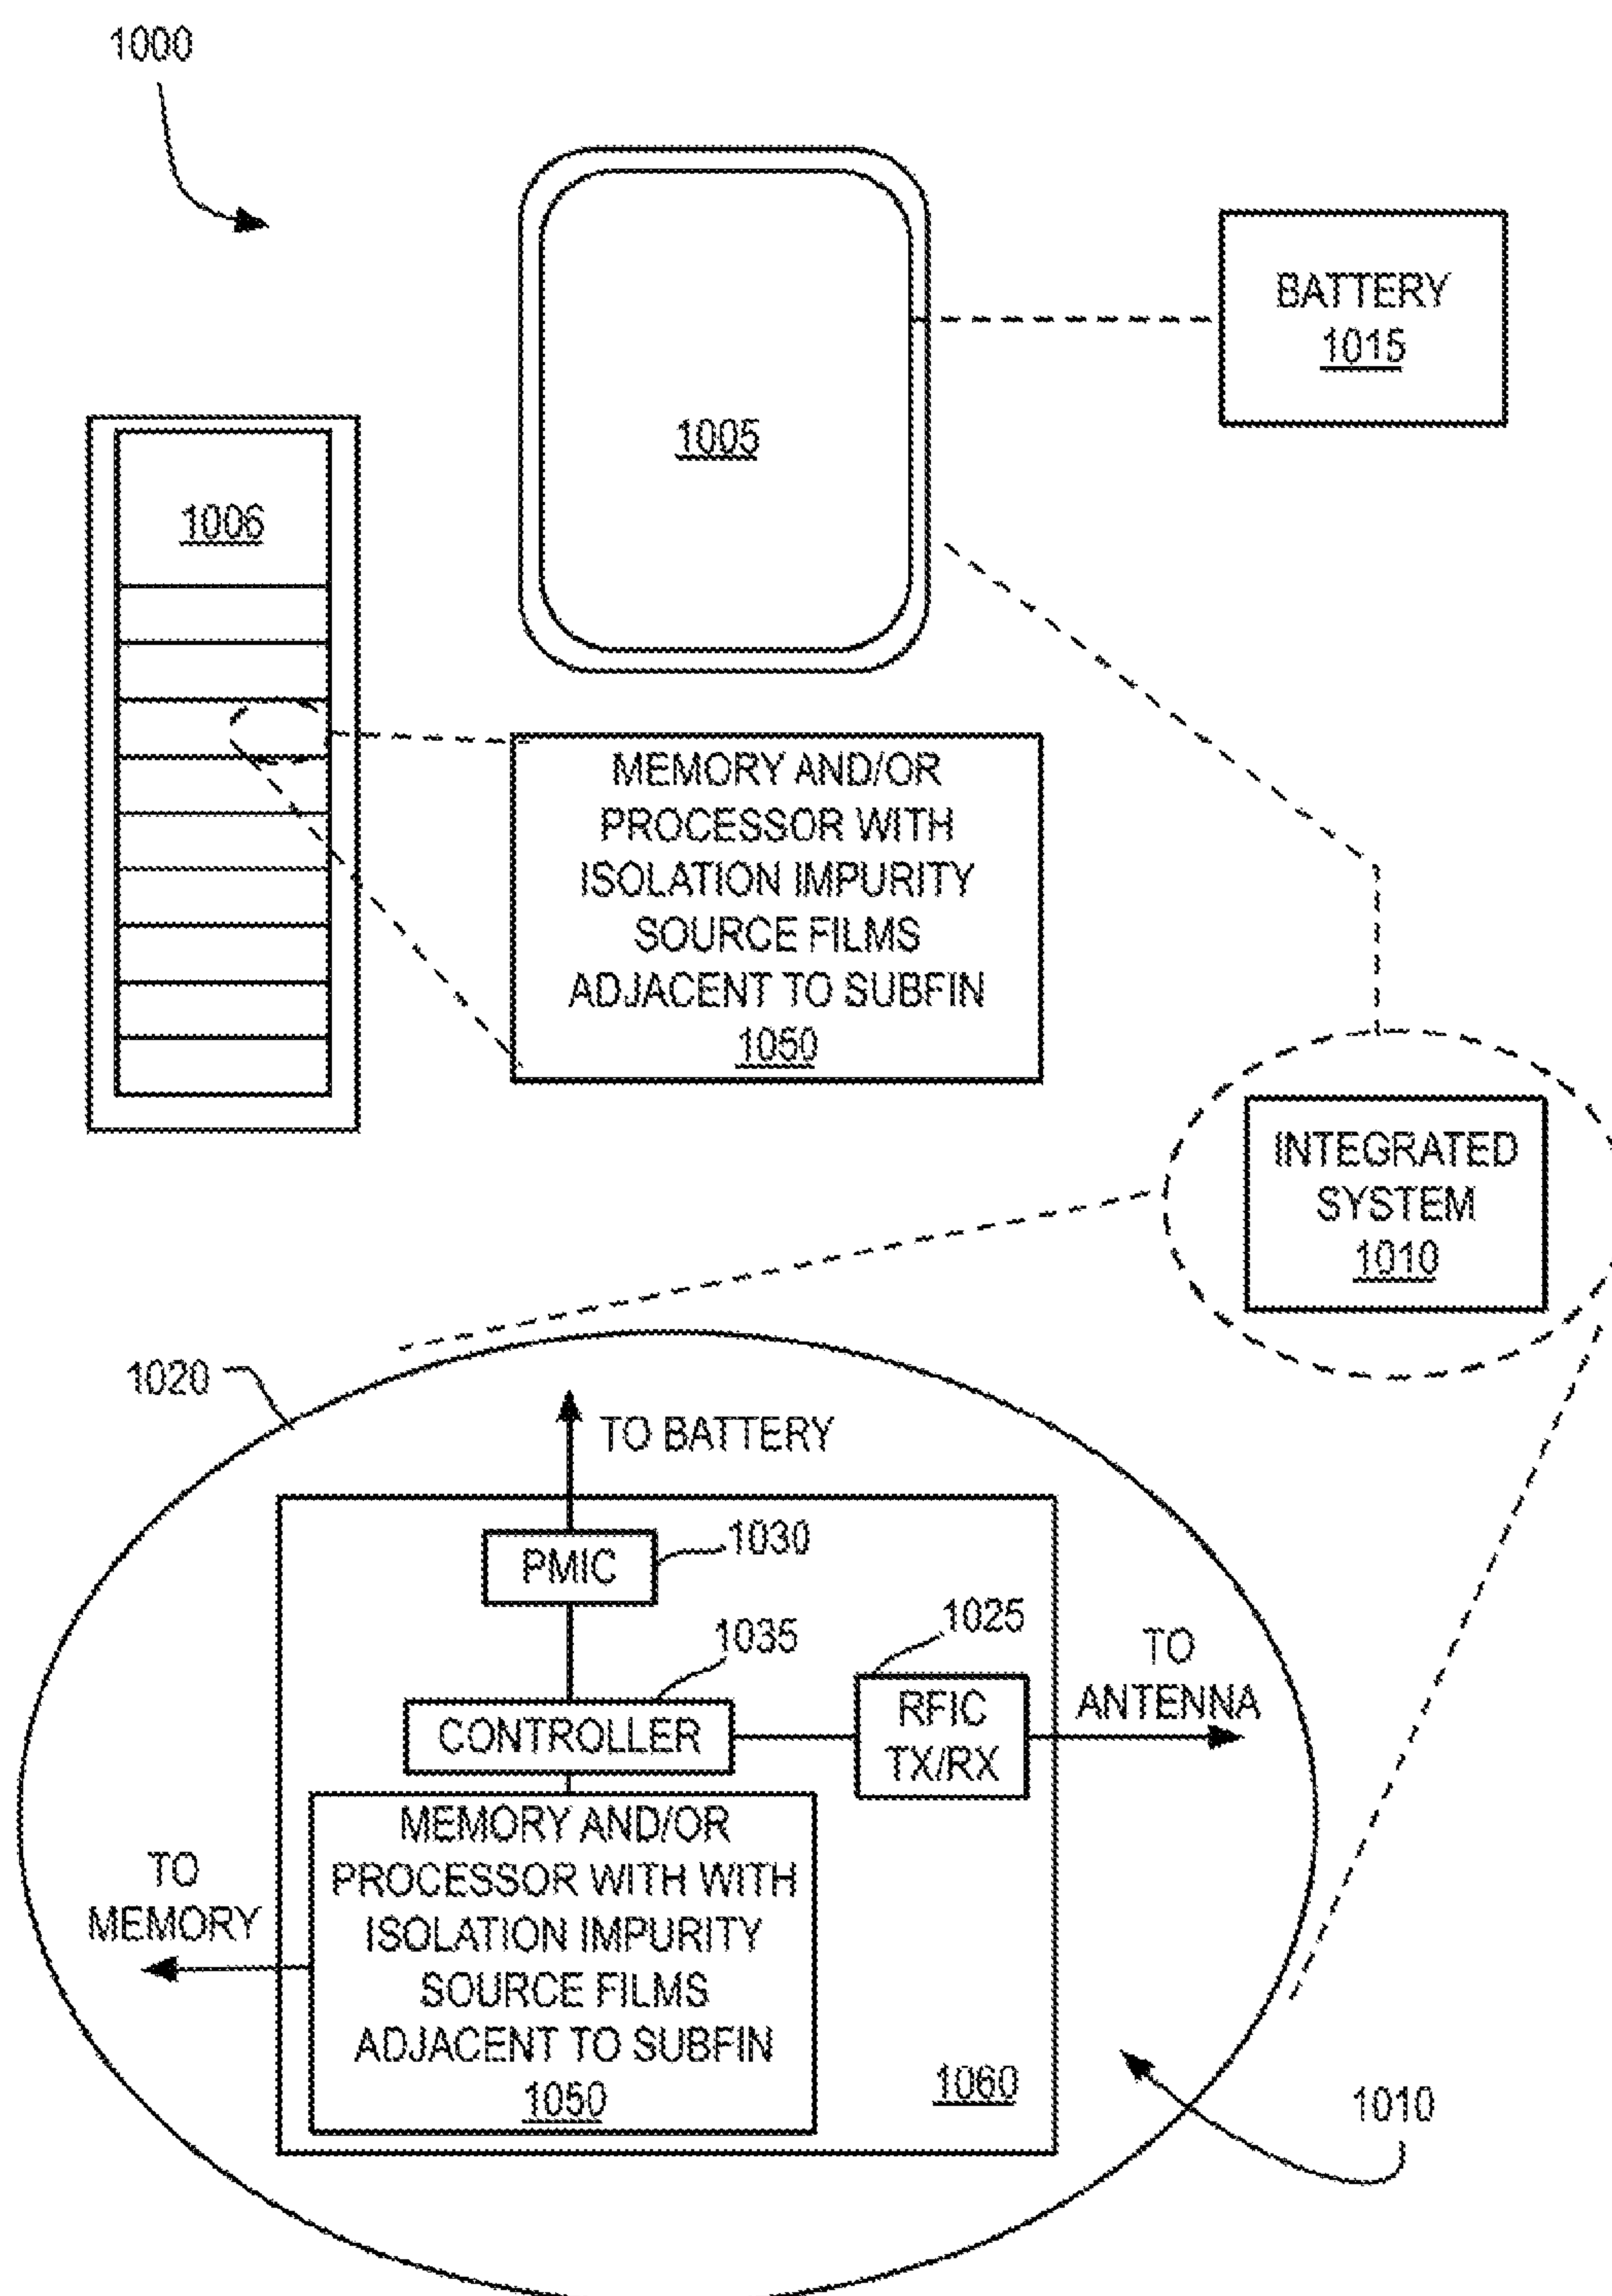 1000
BATTERY
1015
1005
1006
MEMORY AND/OR
PROCESSOR WITH
ISOLATION IMPURITY
SOURCE FILMS
ADJACENT TO SUBFIN
1050
INTEGRATED
SYSTEM
1010
1020
TO BATTERY
PMIC
1030
1035
1025
CONTROLLER
RFIC
TX/RX
TO
ANTENNA
MEMORY AND/OR
PROCESSOR WITH WITH
ISOLATION IMPURITY
SOURCE FILMS
ADJACENT TO SUBFIN
1050
TO
MEMORY
1060
1010